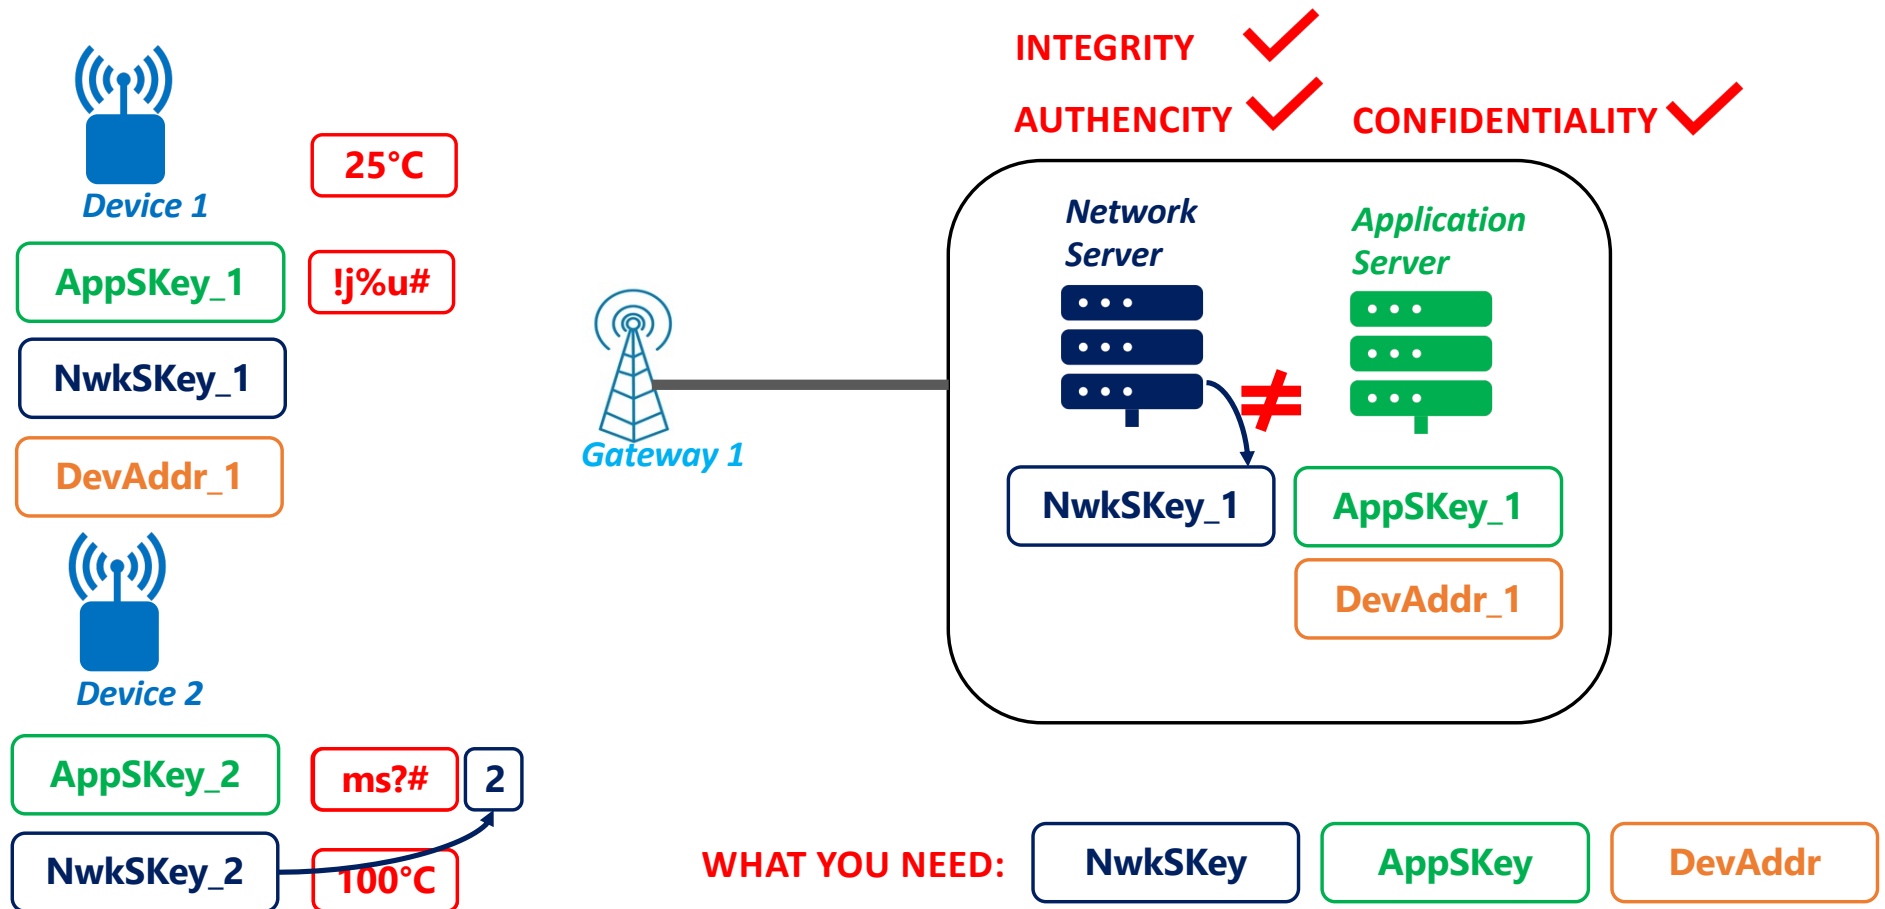 INTEGRITY
AUTHENCITY
CONFIDENTIALITY
Device 1
25°C
AppSKey_1
!j%u#
NwkSKey_1
DevAddr_1
Gateway 1
Network
Server
Application
Server
NwkSKey_1
AppSKey_1
DevAddr_1
Device 2
AppSKey_2
ms?#
2
NwkSKey_2
100°C
WHAT YOU NEED:
NwkSKey
AppSKey
DevAddr